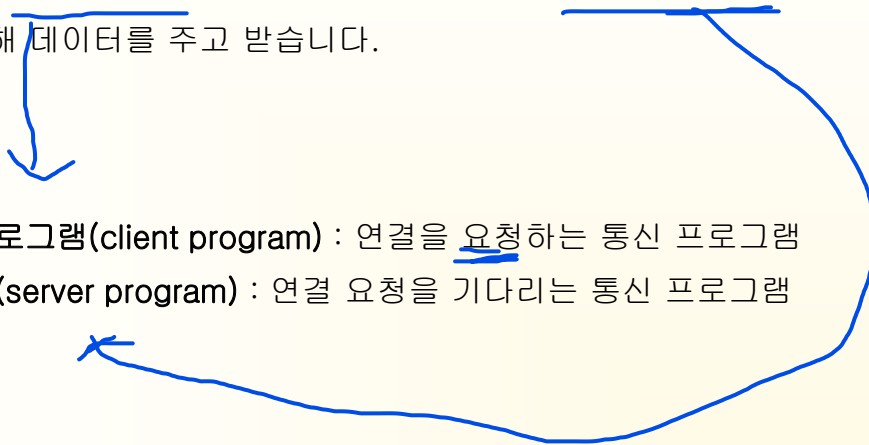 해 데이터를 주고 받습니다.
로그램(client program) : 연결을 요청하는 통신 프로그램
(server program) : 연결 요청을 기다리는 통신 프로그램